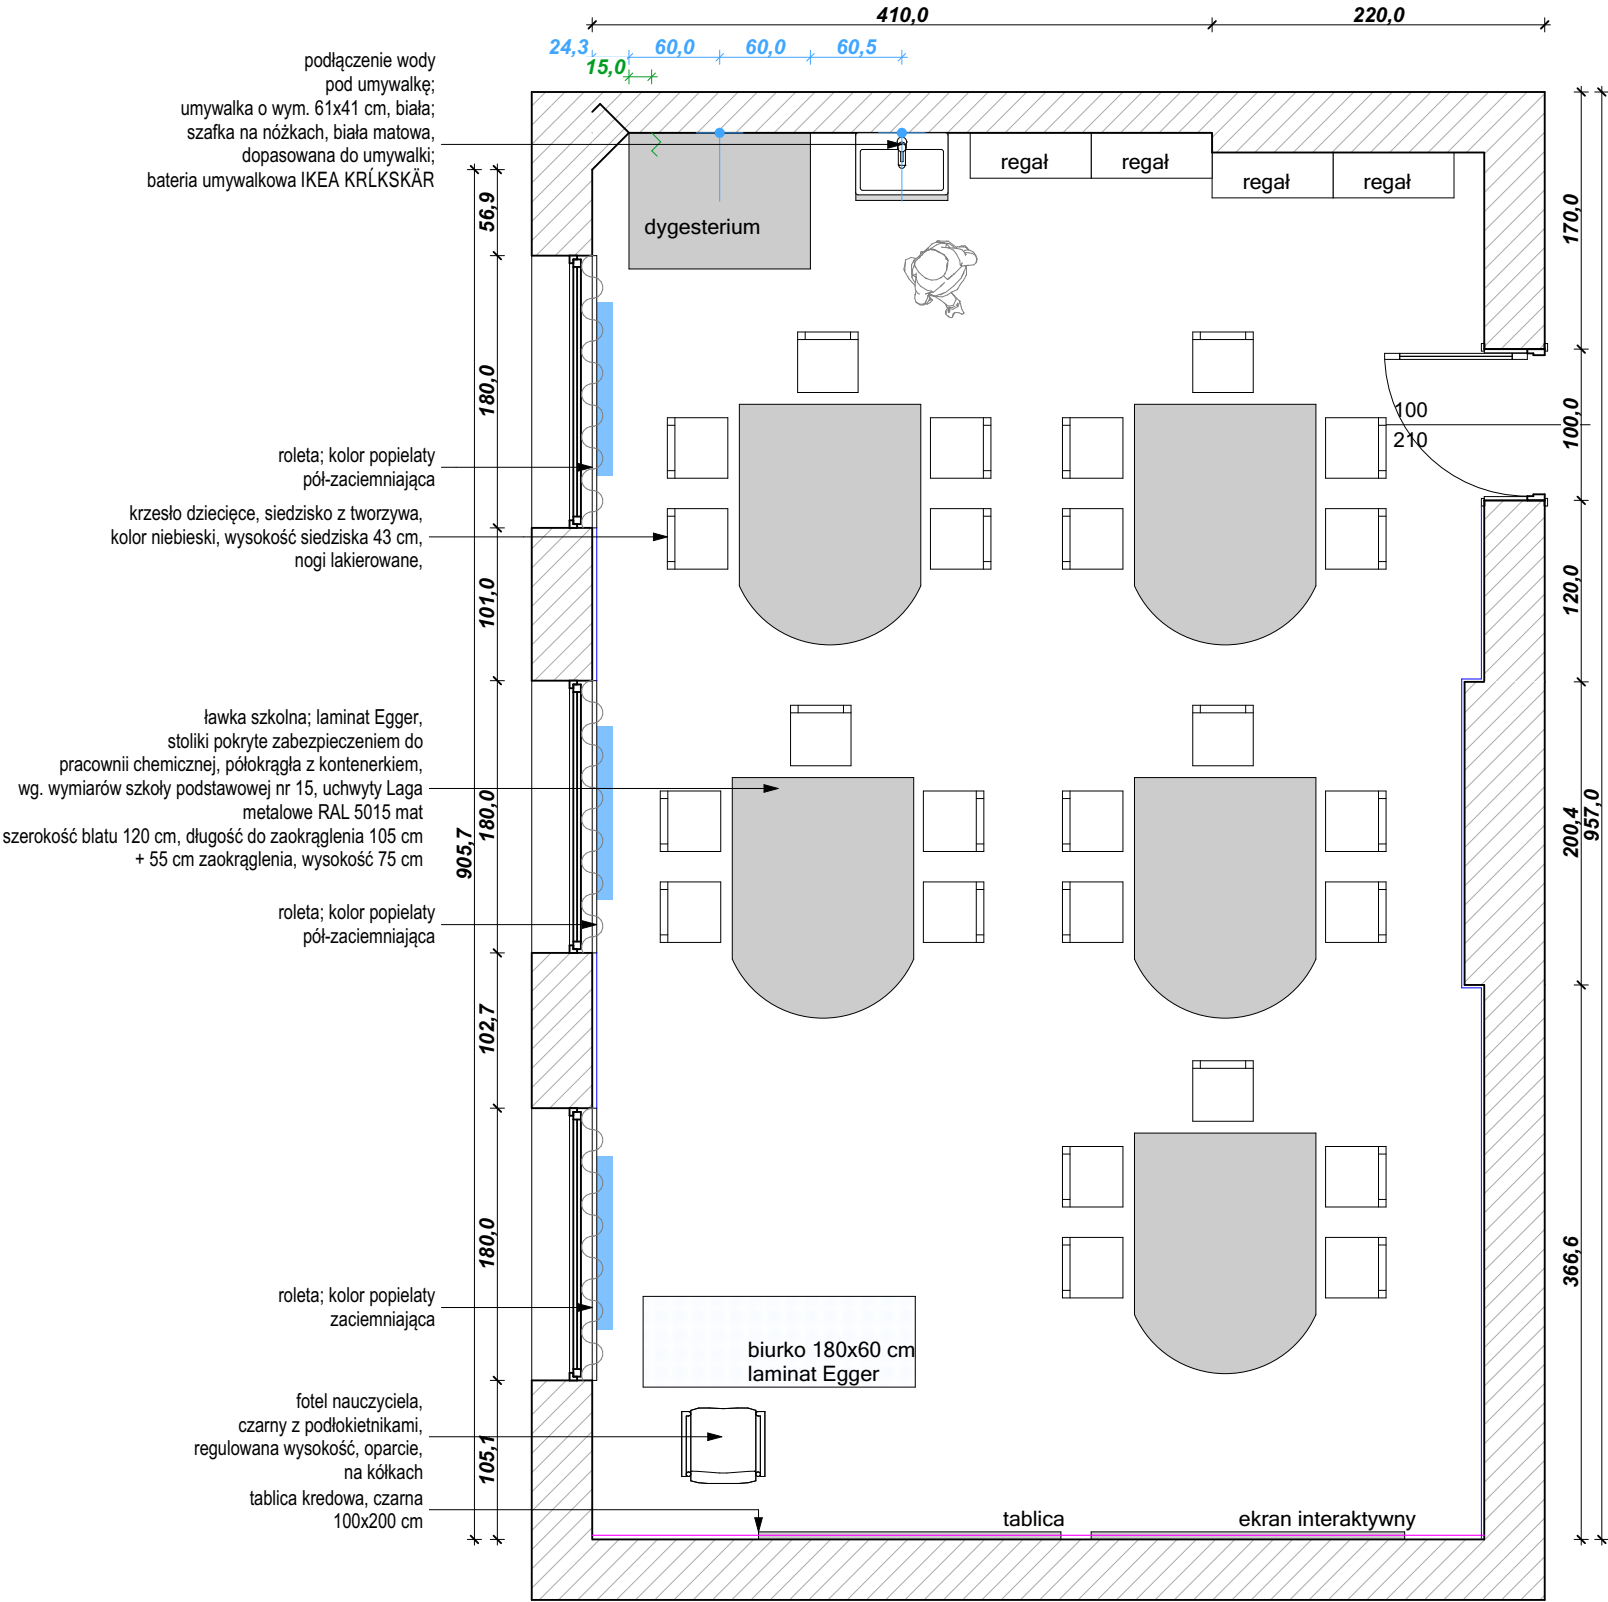 410,0
220,0
24,3
60,0
60,0
60,5
15,0
podłączenie wody
pod umywalkę;
umywalka o wym. 61x41 cm, biała;
szafka na nóżkach, biała matowa,
dopasowana do umywalki;
bateria umywalkowa IKEA KRĹKSKÄR
regał
regał
regał
regał
dygesterium
56,9
170,0
180,0
100,0
100
210
roleta; kolor popielaty
pół-zaciemniająca
krzesło dziecięce, siedzisko z tworzywa,
kolor niebieski, wysokość siedziska 43 cm,
nogi lakierowane,
101,0
120,0
ławka szkolna; laminat Egger,
stoliki pokryte zabezpieczeniem do
pracownii chemicznej, półokrągła z kontenerkiem,
wg. wymiarów szkoły podstawowej nr 15, uchwyty Laga
metalowe RAL 5015 mat
szerokość blatu 120 cm, długość do zaokrąglenia 105 cm
+ 55 cm zaokrąglenia, wysokość 75 cm
905,7
180,0
200,4
957,0
roleta; kolor popielaty
pół-zaciemniająca
102,7
180,0
366,6
roleta; kolor popielaty
zaciemniająca
biurko 180x60 cm
laminat Egger
fotel nauczyciela,
czarny z podłokietnikami,
regulowana wysokość, oparcie,
na kółkach
105,1
tablica kredowa, czarna
100x200 cm
tablica
ekran interaktywny